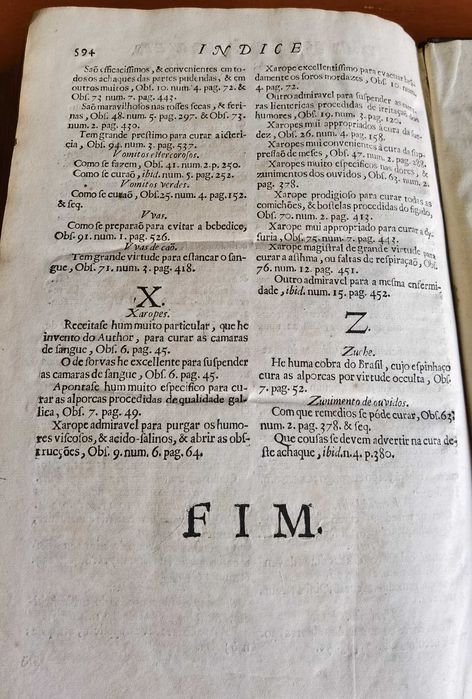 594 INDICE
Saõ efficacissimos, & convenientes em to-
dos os achaques das partes pudendas, & em
outros muitos, Obs. 10. num. 4. pag. 72. &
Obs. 73. num. 7. pag. 443.
Saõ maravilhosos nas tosses secas, & feri-
nas, Obs. 48. num. 5. pag. 297. & Obs. 73.
num. 2. pag. 430.
Tem grande prestimo para curar a icteri-
cia, Obs. 94. num. 3. pag. 537.
Vomitos estercorosos.
Como se fazem, Obs. 41. num. 2. p. 250.
Como se curaõ, ibid. num. 5. pag. 252.
Vomitos verdes.
Como se curaõ, Obs. 25. num. 4. pag. 152.
& seq.
Uvas.
Como se preparaõ para evitar a bebedice,
Obs. 91. num. 1. pag. 526.
Uvas de caõ.
Tem grande virtude para estancar o san-
gue, Obs. 71. num. 3. pag. 418.
X.
Xaropes.
Receitase hum muito particular, que he
invento do Author, para curar as camaras
de sangue, Obs. 6. pag. 45.
O de sorvas he excellente para suspender
as camaras de sangue, Obs. 6. pag. 45.
Apontase hum muito especifico para cu-
rar as alporcas procedidas de qualidade gal-
lica, Obs. 7. pag. 49.
Xarope admiravel para purgar os humo-
res viscosos, & acido-salinos, & abrir as obs-
trucções, Obs. 9. num. 6. pag. 64.
Xarope excellentissimo para evacuar
damente os soros mordazes, Obs. 10. num.
4. pag. 72.
Outro admiravel para suspender as
ras lientericas procedidas de irritaçaõ dos
humores, Obs. 19. num. 3. pag.
Xaropes mui appropriados à cura da
dez, Obs. 26. num. 4. pag. 158.
Xaropes mui convenientes à cura da sup-
pressaõ de meses, Obs. 47. num. 2. pag. 288.
Xaropes muito especificos nas dores, &
zunimentos dos ouvidos, Obs. 63. num. 2.
pag. 378.
Xarope prodigioso para curar todas as
comichões, & bostelas procedidas do figado,
Obs. 70. num. 2. pag. 413.
Xarope mui appropriado para curar a dy-
suria, Obs. 75. num. 7. pag. 443.
Xarope magistral de grande virtude para
curar a asthma, ou faltas de respiraçaõ, Obs.
76. num. 12. pag. 451.
Outro admiravel para a mesma enfermi-
dade, ibid. num. 15. pag. 452.
Z.
Zuche.
He huma cobra do Brasil, cujo espinhaço
cura as alporcas por virtude occulta, Obs.
7. pag. 52.
Zunimento de ouvidos.
Com que remedios se pòde curar, Obs. 63.
num. 2. pag. 378. & seq.
Que cousas se devem advertir na cura de-
ste achaque, ibid. n. 4. p. 380.
FIM.